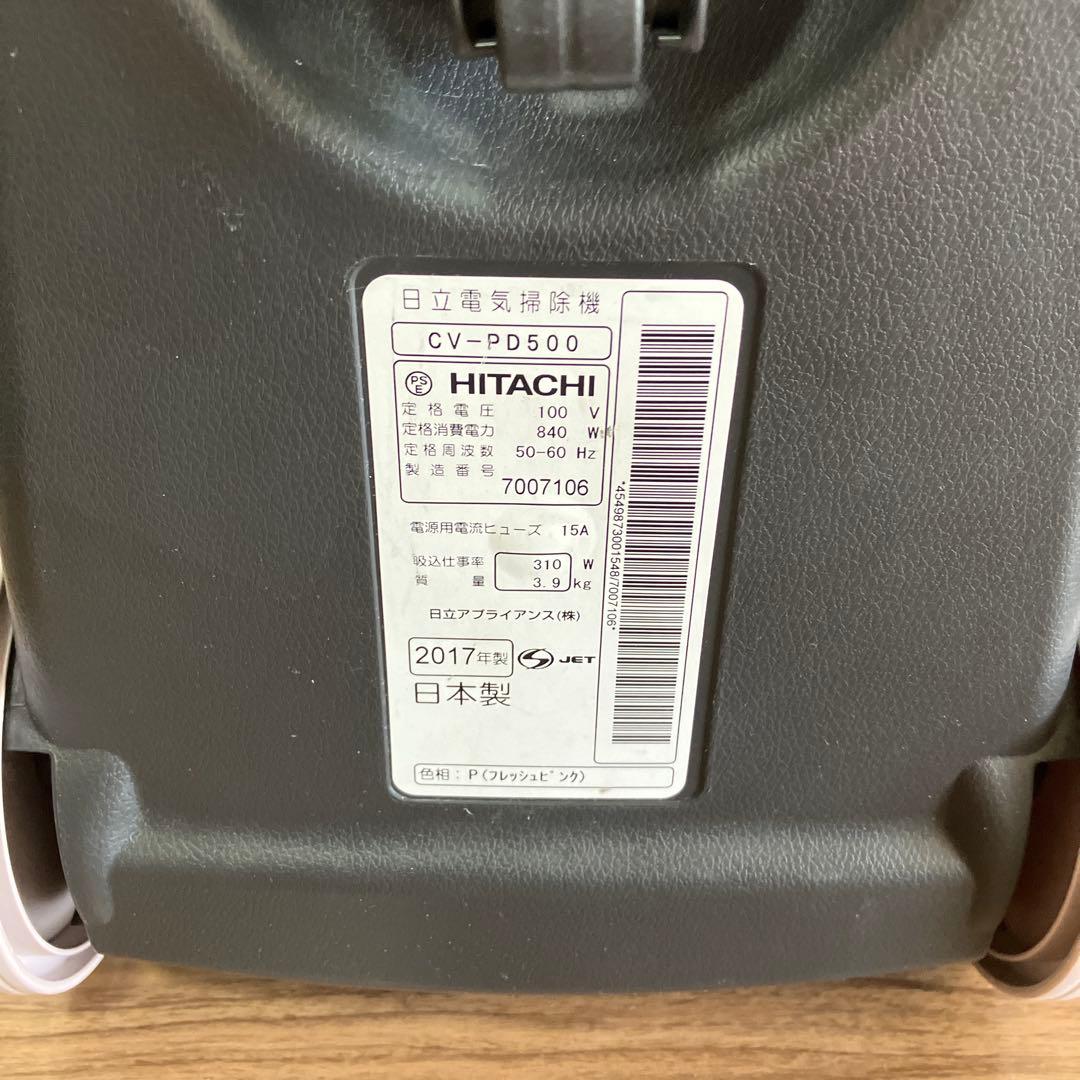 日立電気掃除機
CV-PD500
PSE HITACHI
定格電圧 100 V
定格消費電力 840 W
定格周波数 50-60 Hz
製造番号 7007106
電源用電流ヒューズ 15A
吸込仕事率 310 W
質量 3.9 kg
日立アプライアンス(株)
2017年製 S JET
日本製
色相:P(フレッシュピンク)
*4549873001548/7007106*